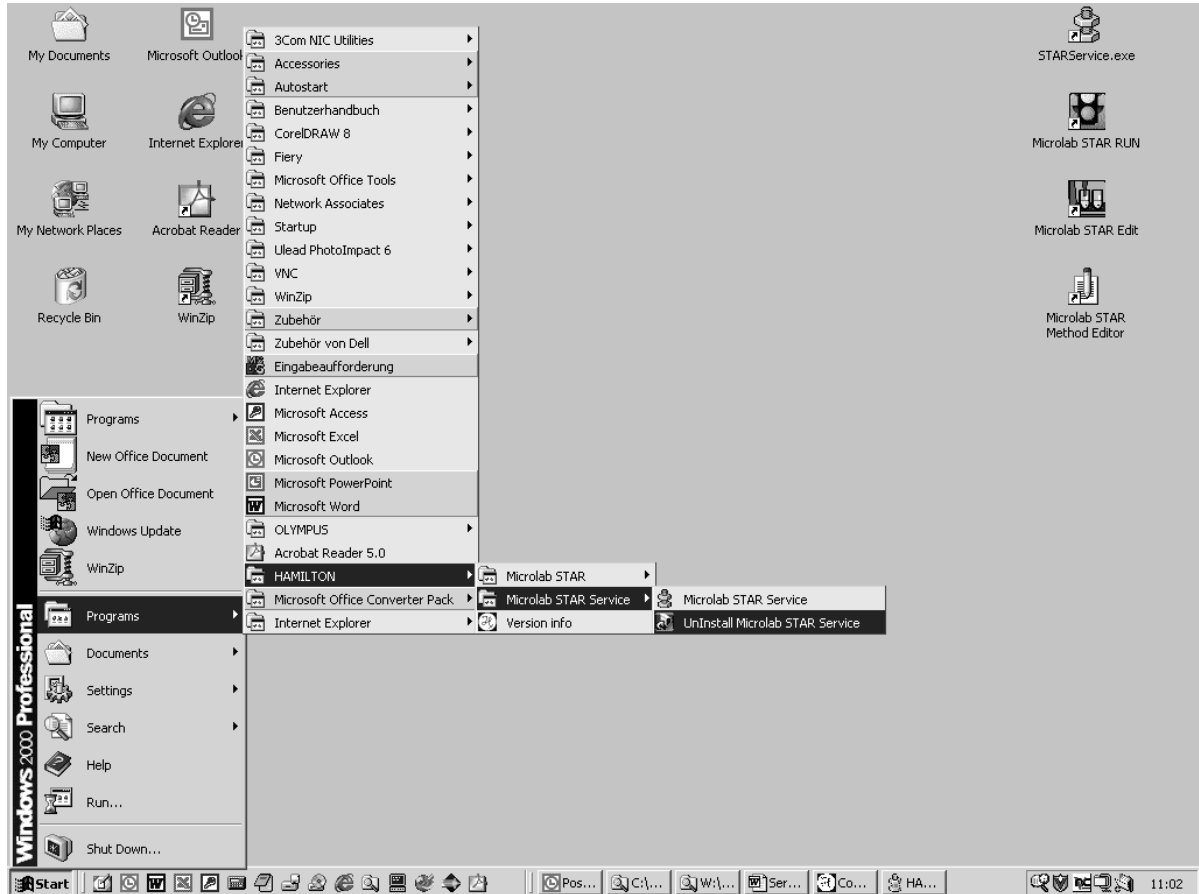 My Documents
Microsoft Outlook
My Computer
Internet Explorer
My Network Places
Acrobat Reader
Recycle Bin
WinZip
STARService.exe
Microlab STAR RUN
Microlab STAR Edit
Microlab STAR
Method Editor
3Com NIC Utilities
Accessories
Autostart
Benutzerhandbuch
CorelDRAW 8
Fiery
Microsoft Office Tools
Network Associates
Startup
Ulead PhotoImpact 6
VNC
WinZip
Zubehör
Zubehör von Dell
Eingabeaufforderung
Internet Explorer
Microsoft Access
Microsoft Excel
Microsoft Outlook
Microsoft PowerPoint
Microsoft Word
OLYMPUS
Acrobat Reader 5.0
HAMILTON
Microsoft Office Converter Pack
Internet Explorer
Microlab STAR
Microlab STAR Service
Version info
Microlab STAR Service
UnInstall Microlab STAR Service
Windows 2000 Professional
Programs
New Office Document
Open Office Document
Windows Update
WinZip
Programs
Documents
Settings
Search
Help
Run...
Shut Down...
Start
Pos...
C:\...
W:\...
Ser...
Co...
HA...
11:02